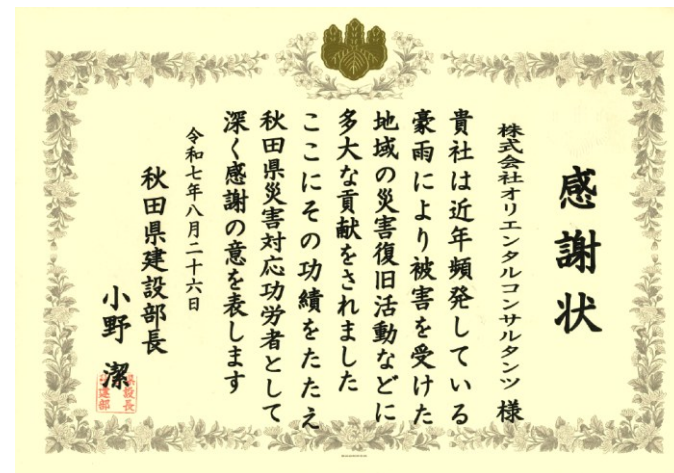 感謝状
株式会社オリエンタルコンサルタンツ 様
貴社は近年頻発している
豪雨により被害を受けた
地域の災害復旧活動などに
多大な貢献をされました
ここにその功績をたたえ
秋田県災害対応功労者として
深く感謝の意を表します
令和七年八月二十六日
秋田県建設部長
小野 潔